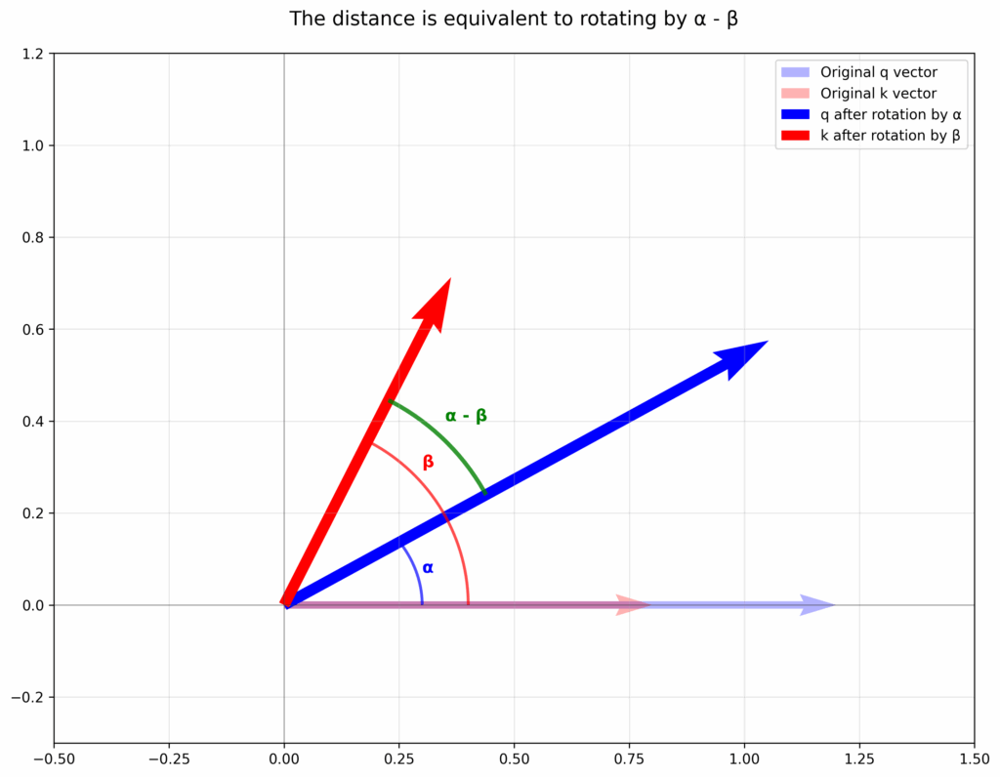 The distance is equivalent to rotating by α - β
1.2
1.0
0.8
0.6
0.4
0.2
0.0
−0.2
−0.50
−0.25
0.00
0.25
0.50
0.75
1.00
1.25
1.50
Original q vector
Original k vector
q after rotation by α
k after rotation by β
α - β
β
α